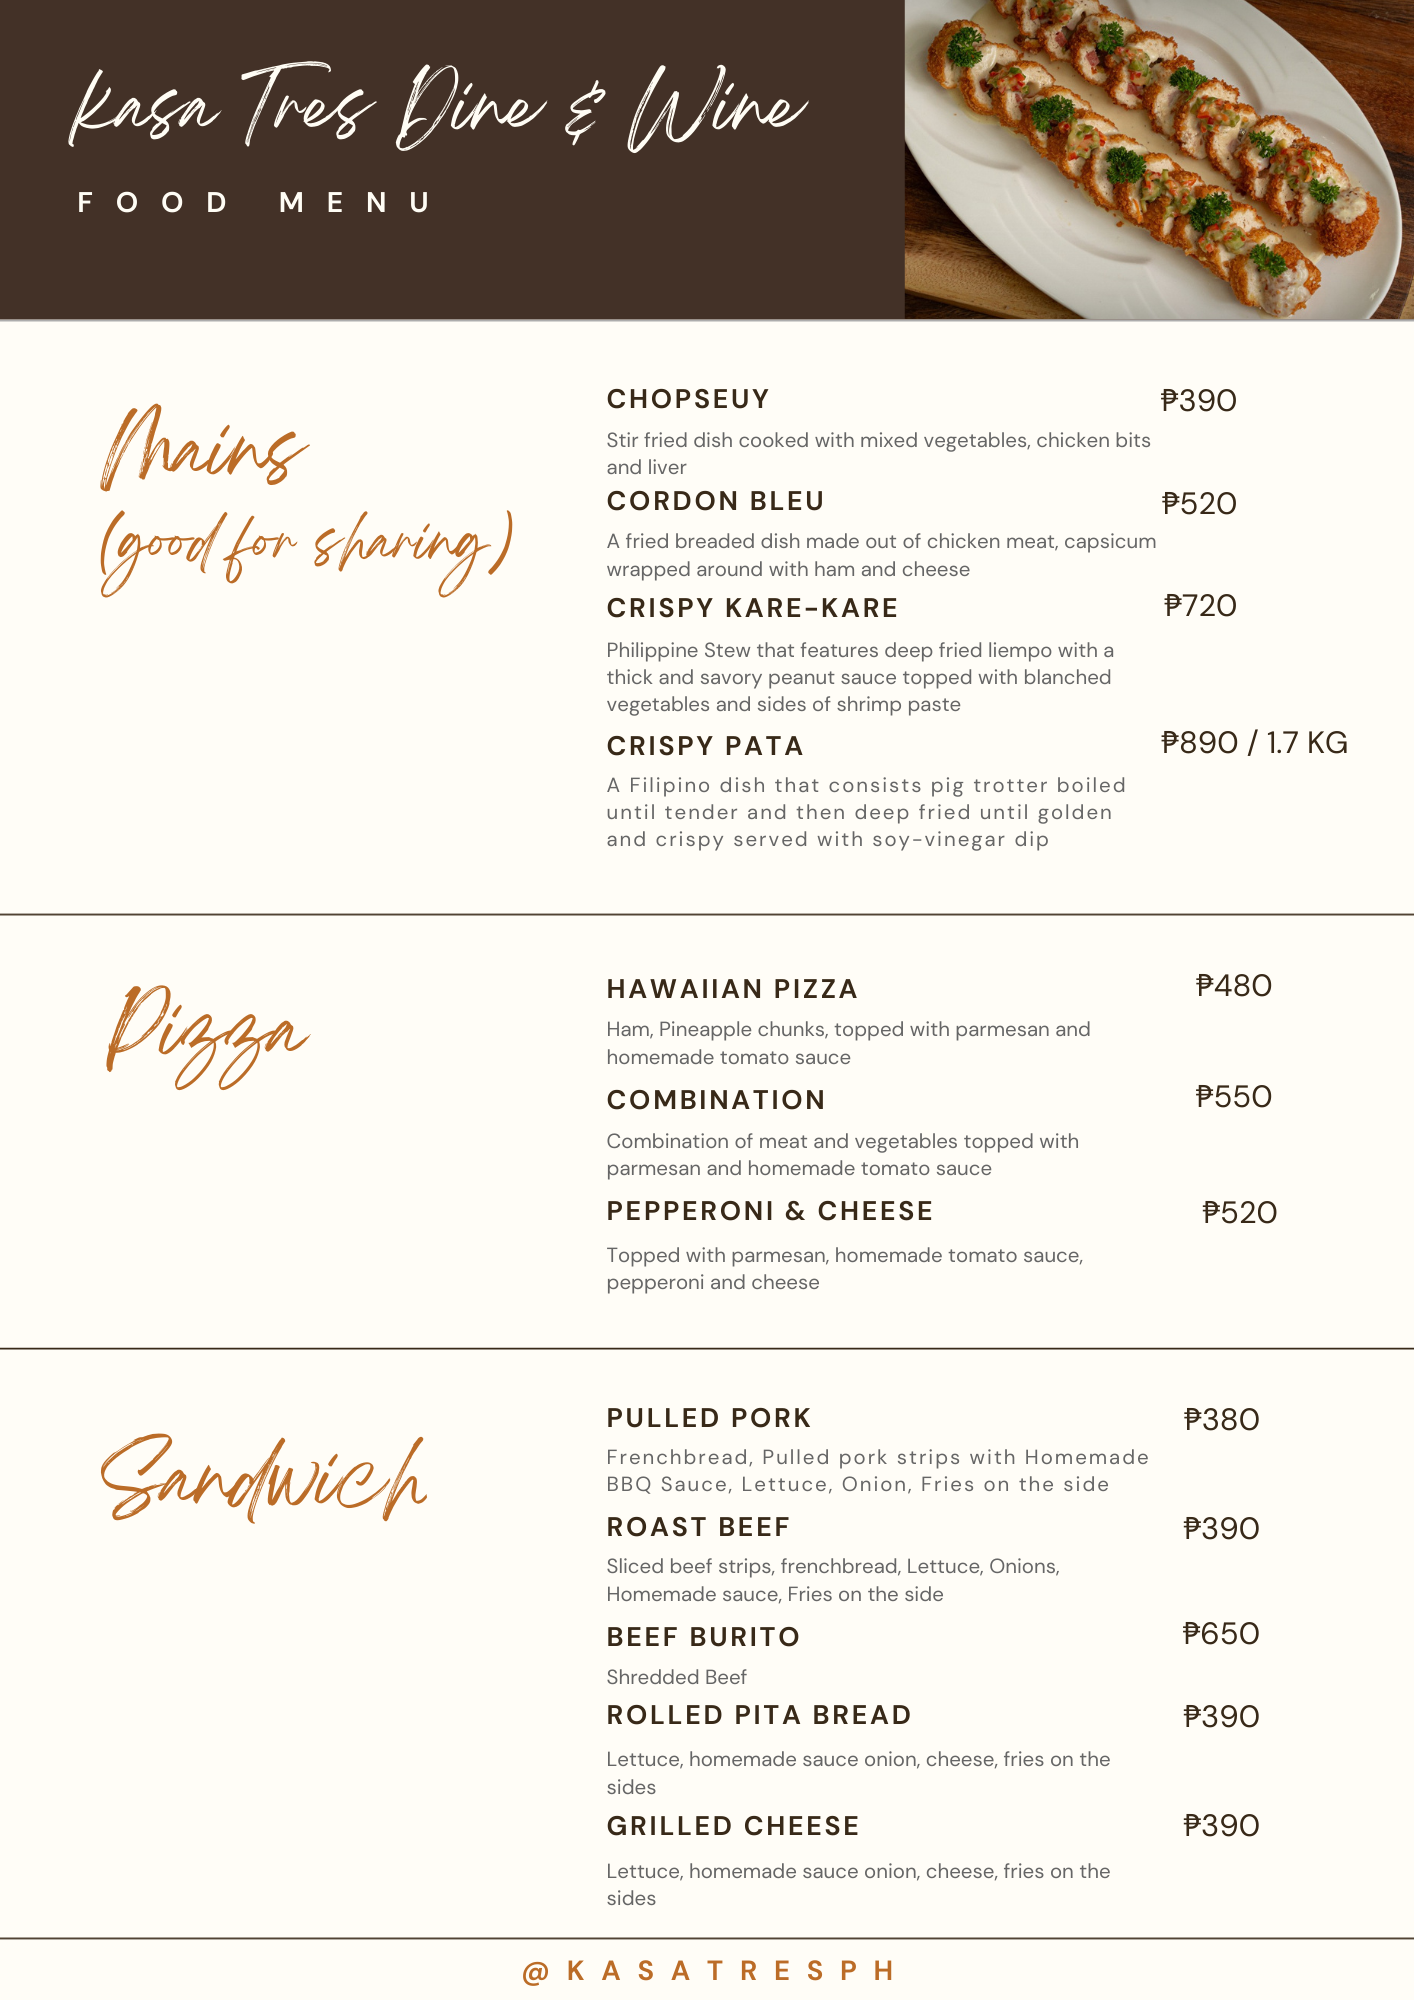 Kasa Tres Dine & Wine
FOOD MENU
Mains
(good for sharing)
CHOPSEUY ₱390
Stir fried dish cooked with mixed vegetables, chicken bits
and liver
CORDON BLEU ₱520
A fried breaded dish made out of chicken meat, capsicum
wrapped around with ham and cheese
CRISPY KARE-KARE ₱720
Philippine Stew that features deep fried liempo with a
thick and savory peanut sauce topped with blanched
vegetables and sides of shrimp paste
CRISPY PATA ₱890 / 1.7 KG
A Filipino dish that consists pig trotter boiled
until tender and then deep fried until golden
and crispy served with soy-vinegar dip
Pizza
HAWAIIAN PIZZA ₱480
Ham, Pineapple chunks, topped with parmesan and
homemade tomato sauce
COMBINATION ₱550
Combination of meat and vegetables topped with
parmesan and homemade tomato sauce
PEPPERONI & CHEESE ₱520
Topped with parmesan, homemade tomato sauce,
pepperoni and cheese
Sandwich
PULLED PORK ₱380
Frenchbread, Pulled pork strips with Homemade
BBQ Sauce, Lettuce, Onion, Fries on the side
ROAST BEEF ₱390
Sliced beef strips, frenchbread, Lettuce, Onions,
Homemade sauce, Fries on the side
BEEF BURITO ₱650
Shredded Beef
ROLLED PITA BREAD ₱390
Lettuce, homemade sauce onion, cheese, fries on the
sides
GRILLED CHEESE ₱390
Lettuce, homemade sauce onion, cheese, fries on the
sides
@KASATRESPH